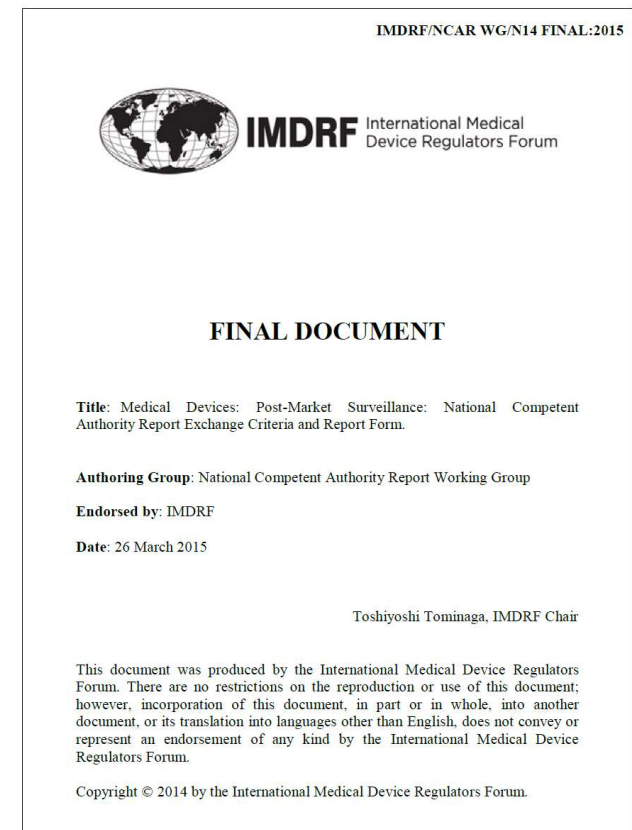 IMDRF/NCAR WG/N14 FINAL:2015
IMDRF International Medical
Device Regulators Forum
FINAL DOCUMENT
Title: Medical Devices: Post-Market Surveillance: National Competent
Authority Report Exchange Criteria and Report Form.
Authoring Group: National Competent Authority Report Working Group
Endorsed by: IMDRF
Date: 26 March 2015
Toshiyoshi Tominaga, IMDRF Chair
This document was produced by the International Medical Device Regulators
Forum. There are no restrictions on the reproduction or use of this document;
however, incorporation of this document, in part or in whole, into another
document, or its translation into languages other than English, does not convey or
represent an endorsement of any kind by the International Medical Device
Regulators Forum.
Copyright © 2014 by the International Medical Device Regulators Forum.